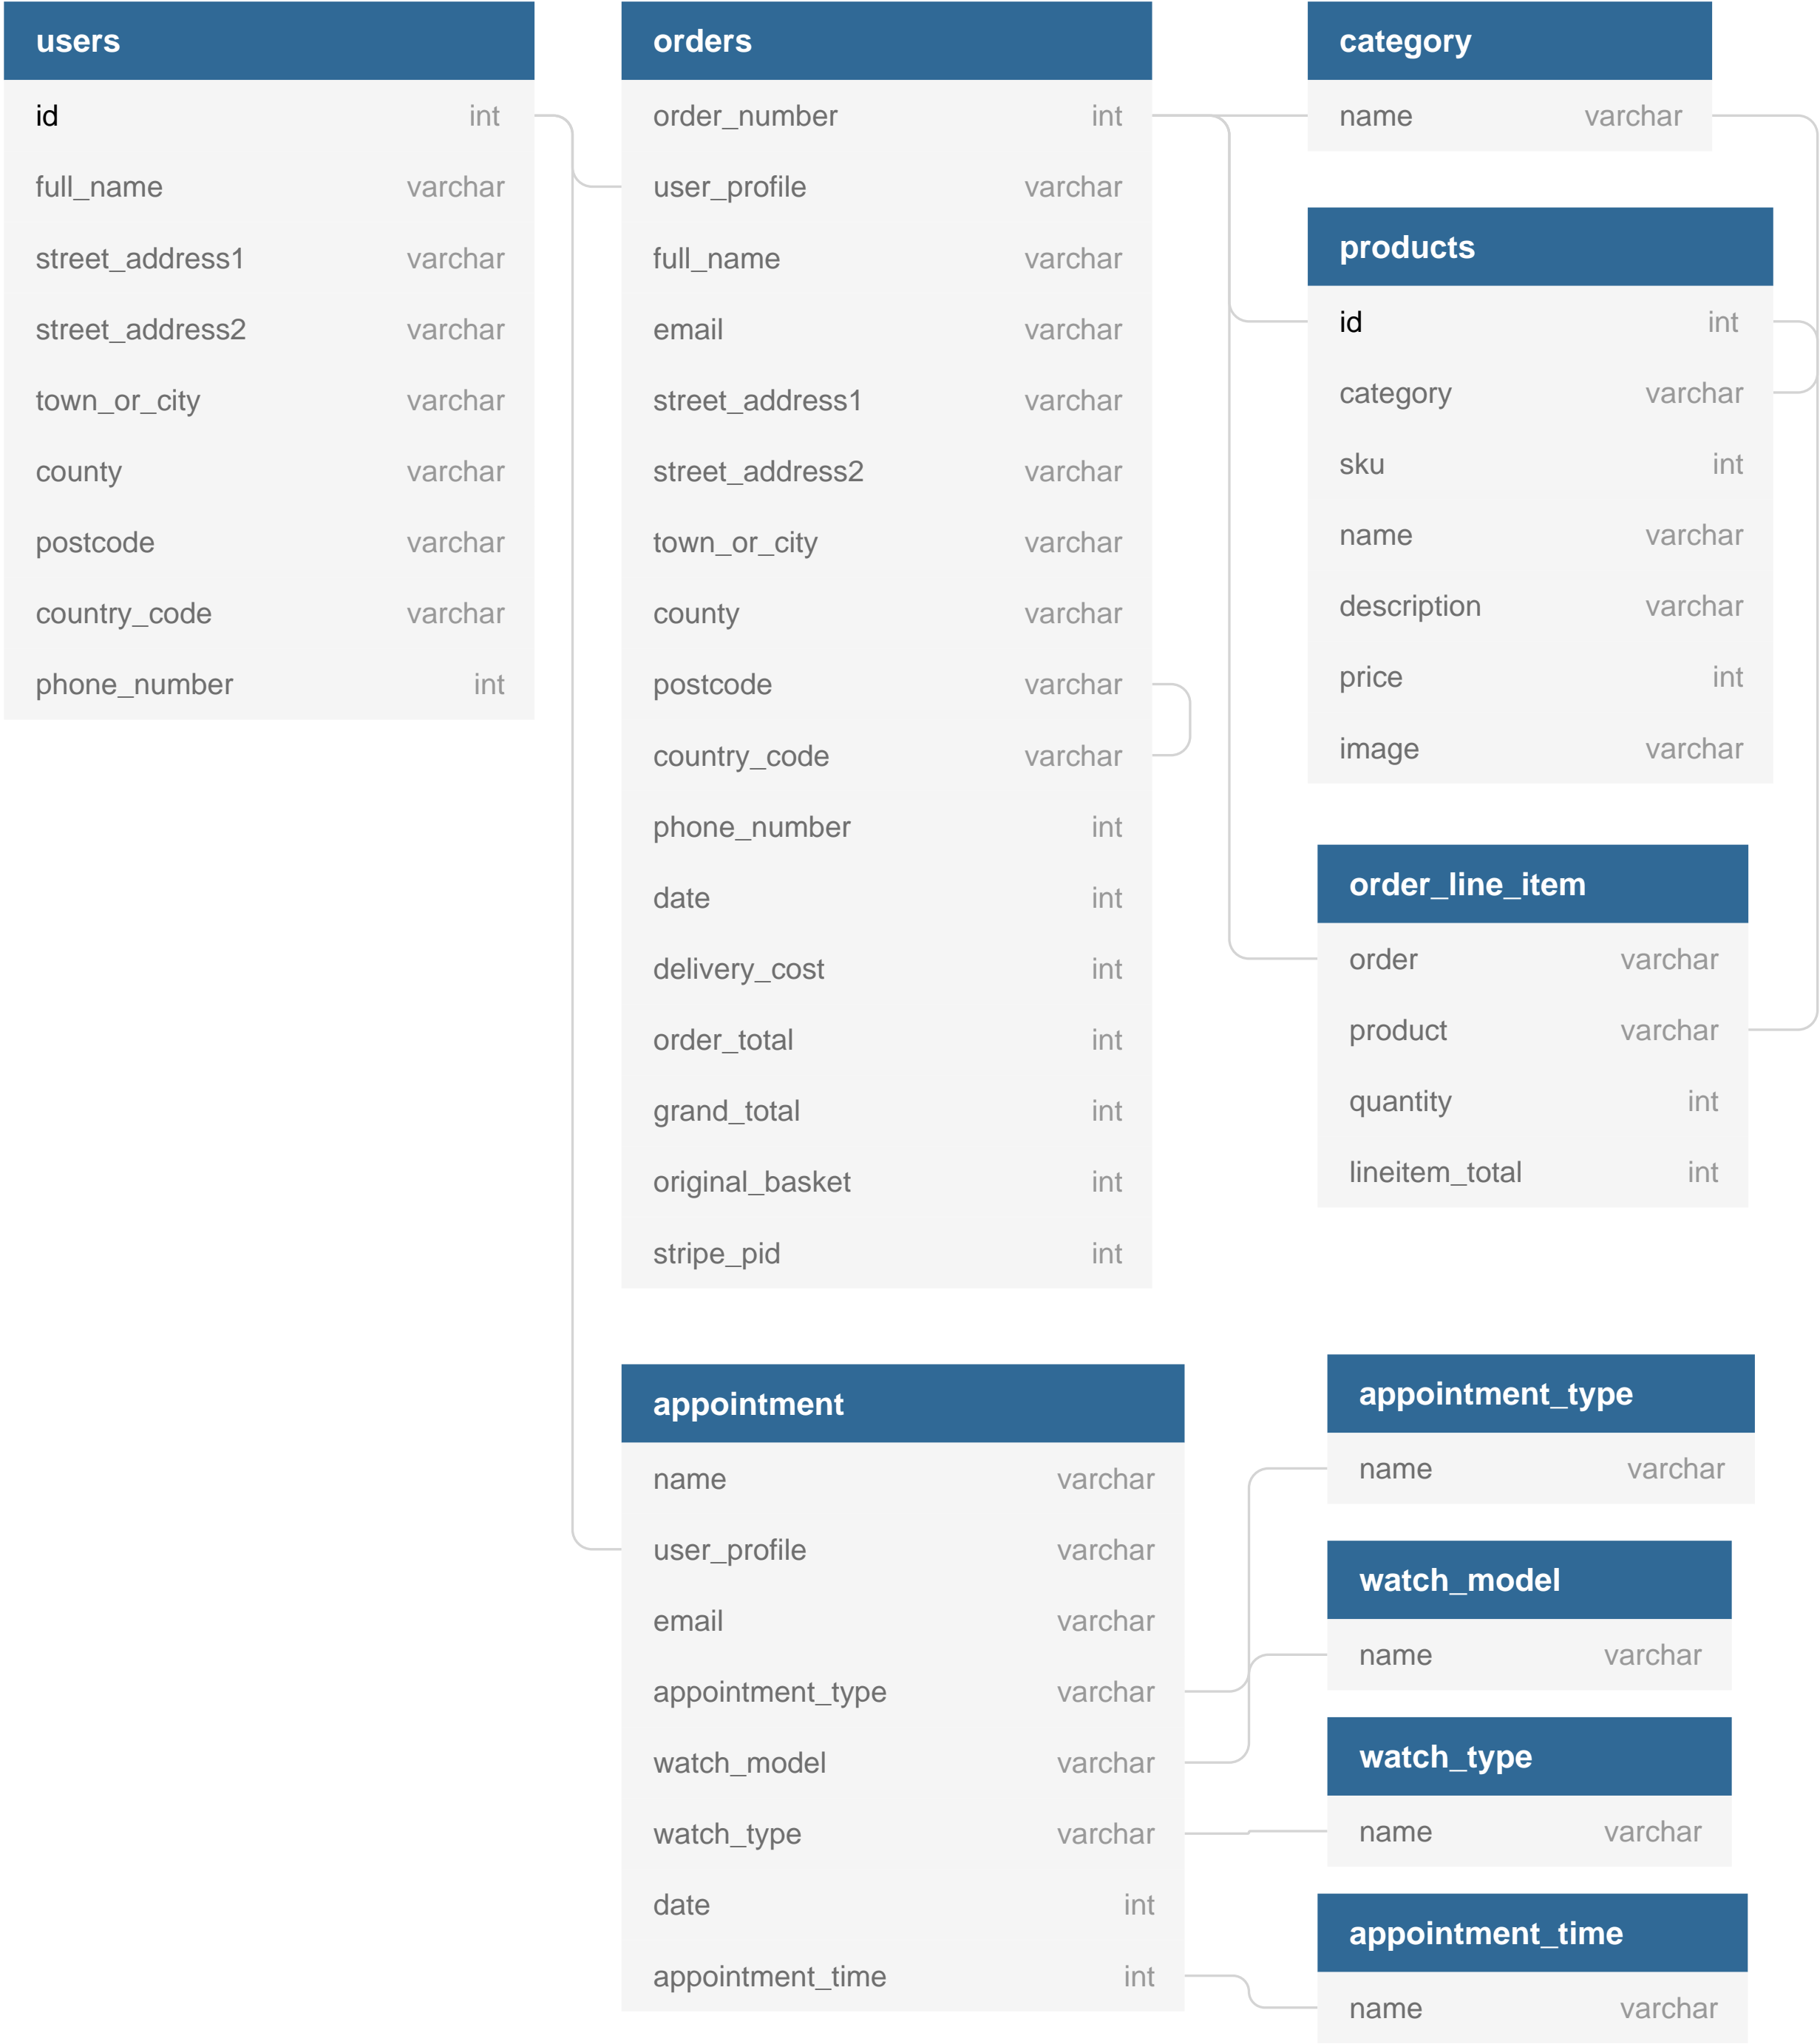 users
id int
full_name varchar
street_address1 varchar
street_address2 varchar
town_or_city varchar
county varchar
postcode varchar
country_code varchar
phone_number int
orders
order_number int
user_profile varchar
full_name varchar
email varchar
street_address1 varchar
street_address2 varchar
town_or_city varchar
county varchar
postcode varchar
country_code varchar
phone_number int
date int
delivery_cost int
order_total int
grand_total int
original_basket int
stripe_pid int
category
name varchar
products
id int
category varchar
sku int
name varchar
description varchar
price int
image varchar
order_line_item
order varchar
product varchar
quantity int
lineitem_total int
appointment
name varchar
user_profile varchar
email varchar
appointment_type varchar
watch_model varchar
watch_type varchar
date int
appointment_time int
appointment_type
name varchar
watch_model
name varchar
watch_type
name varchar
appointment_time
name varchar